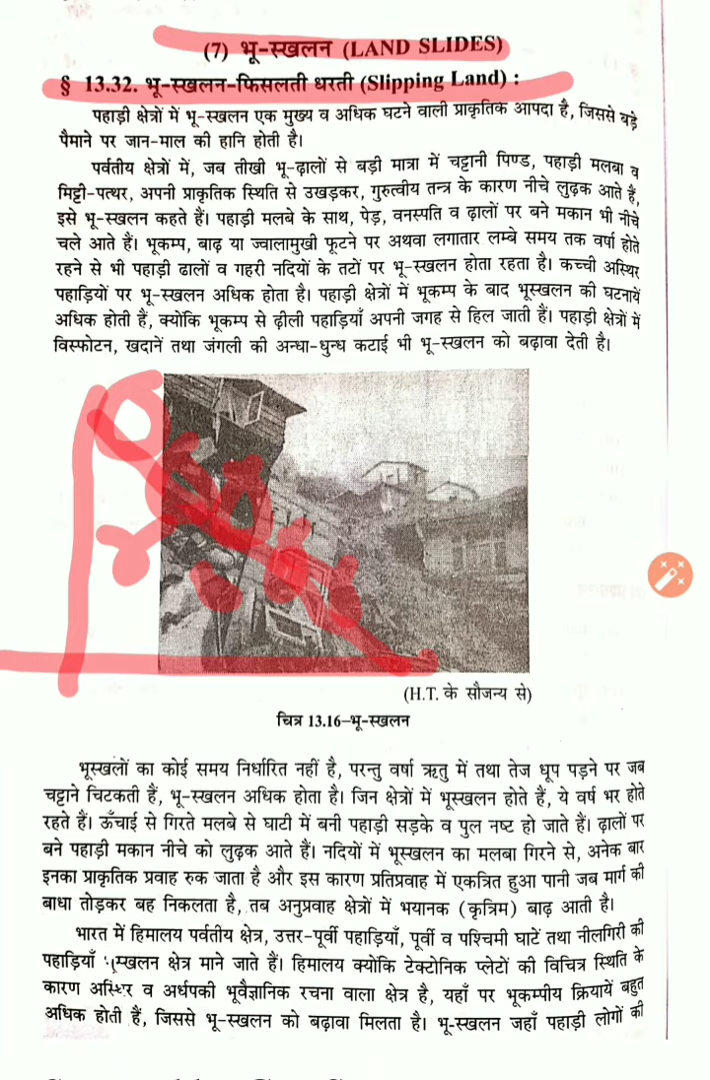 (7) भू-स्खलन (LAND SLIDES)
§ 13.32. भू-स्खलन-फिसलती धरती (Slipping Land) :
पहाड़ी क्षेत्रों में भू-स्खलन एक मुख्य व अधिक घटने वाली प्राकृतिक आपदा है, जिससे बड़े
पैमाने पर जान-माल की हानि होती है।
पर्वतीय क्षेत्रों में, जब तीखी भू-ढ़ालों से बड़ी मात्रा में चट्टानी पिण्ड, पहाड़ी मलबा व
मिट्टी-पत्थर, अपनी प्राकृतिक स्थिति से उखड़कर, गुरुत्वीय तन्त्र के कारण नीचे लुढ़क आते हैं,
इसे भू-स्खलन कहते हैं। पहाड़ी मलबे के साथ, पेड़, वनस्पति व ढ़ालों पर बने मकान भी नीचे
चले आते हैं। भूकम्प, बाढ़ या ज्वालामुखी फूटने पर अथवा लगातार लम्बे समय तक वर्षा होते
रहने से भी पहाड़ी ढालों व गहरी नदियों के तटों पर भू-स्खलन होता रहता है। कच्ची अस्थिर
पहाड़ियों पर भू-स्खलन अधिक होता है। पहाड़ी क्षेत्रों में भूकम्प के बाद भूस्खलन की घटनायें
अधिक होती हैं, क्योंकि भूकम्प से ढ़ीली पहाड़ियाँ अपनी जगह से हिल जाती हैं। पहाड़ी क्षेत्रों में
विस्फोटन, खदानें तथा जंगली की अन्धा-धुन्ध कटाई भी भू-स्खलन को बढ़ावा देती है।
(H.T. के सौजन्य से)
चित्र 13.16-भू-स्खलन
भूस्खलों का कोई समय निर्धारित नहीं है, परन्तु वर्षा ऋतु में तथा तेज धूप पड़ने पर जब
चट्टाने चिटकती हैं, भू-स्खलन अधिक होता है। जिन क्षेत्रों में भूस्खलन होते हैं, ये वर्ष भर होते
रहते हैं। ऊँचाई से गिरते मलबे से घाटी में बनी पहाड़ी सड़के व पुल नष्ट हो जाते हैं। ढ़ालों पर
बने पहाड़ी मकान नीचे को लुढ़क आते हैं। नदियों में भूस्खलन का मलबा गिरने से, अनेक बार
इनका प्राकृतिक प्रवाह रुक जाता है और इस कारण प्रतिप्रवाह में एकत्रित हुआ पानी जब मार्ग की
बाधा तोड़कर बह निकलता है, तब अनुप्रवाह क्षेत्रों में भयानक (कृत्रिम) बाढ़ आती है।
भारत में हिमालय पर्वतीय क्षेत्र, उत्तर-पूर्वी पहाड़ियाँ, पूर्वी व पश्चिमी घाटें तथा नीलगिरी की
पहाड़ियाँ भूस्खलन क्षेत्र माने जाते हैं। हिमालय क्योंकि टेक्टोनिक प्लेटों की विचित्र स्थिति के
कारण अस्थिर व अर्धपकी भूवैज्ञानिक रचना वाला क्षेत्र है, यहाँ पर भूकम्पीय क्रियायें बहुत
अधिक होती हैं, जिससे भू-स्खलन को बढ़ावा मिलता है। भू-स्खलन जहाँ पहाड़ी लोगों की